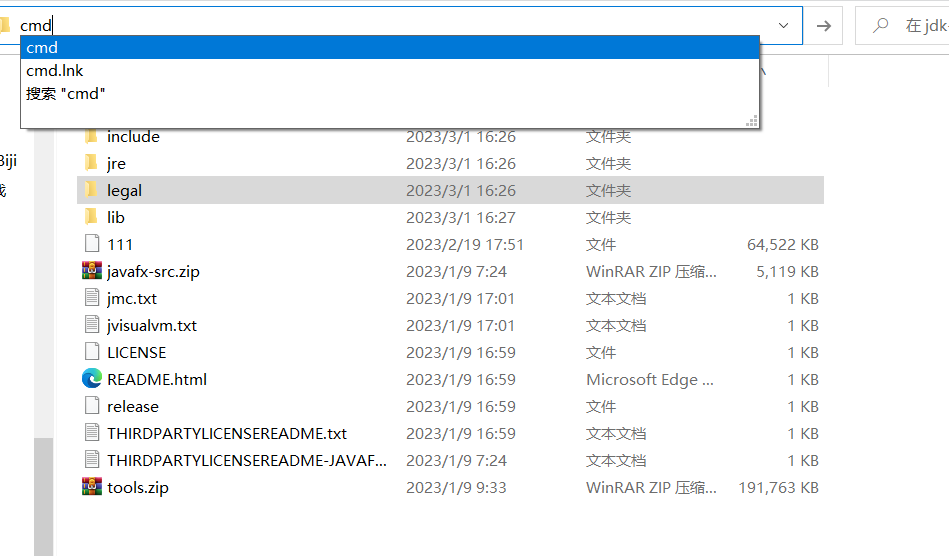 cmd
在 jdk-
cmd
cmd.lnk
搜索 "cmd"
include 2023/3/1 16:26 文件夹
Biji
jre 2023/3/1 16:26 文件夹
legal 2023/3/1 16:26 文件夹
lib 2023/3/1 16:27 文件夹
111 2023/2/19 17:51 文件 64,522 KB
javafx-src.zip 2023/1/9 7:24 WinRAR ZIP 压缩... 5,119 KB
jmc.txt 2023/1/9 17:01 文本文档 1 KB
jvisualvm.txt 2023/1/9 17:01 文本文档 1 KB
LICENSE 2023/1/9 16:59 文件 1 KB
README.html 2023/1/9 16:59 Microsoft Edge ... 1 KB
release 2023/1/9 16:59 文件 1 KB
THIRDPARTYLICENSEREADME.txt 2023/1/9 16:59 文本文档 1 KB
THIRDPARTYLICENSEREADME-JAVAF... 2023/1/9 7:24 文本文档 1 KB
tools.zip 2023/1/9 9:33 WinRAR ZIP 压缩... 191,763 KB